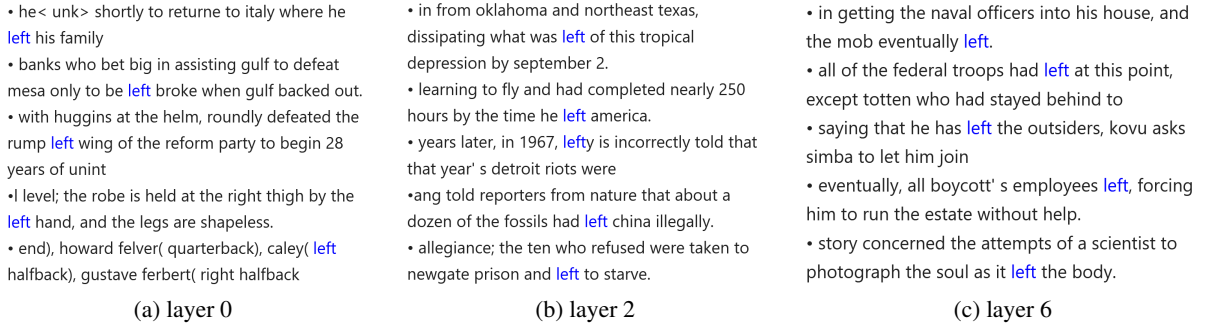 • he< unk> shortly to returne to italy where he
left his family
• banks who bet big in assisting gulf to defeat
mesa only to be left broke when gulf backed out.
• with huggins at the helm, roundly defeated the
rump left wing of the reform party to begin 28
years of unint
•l level; the robe is held at the right thigh by the
left hand, and the legs are shapeless.
• end), howard felver( quarterback), caley( left
halfback), gustave ferbert( right halfback
(a) layer 0
• in from oklahoma and northeast texas,
dissipating what was left of this tropical
depression by september 2.
• learning to fly and had completed nearly 250
hours by the time he left america.
• years later, in 1967, lefty is incorrectly told that
that year' s detroit riots were
•ang told reporters from nature that about a
dozen of the fossils had left china illegally.
• allegiance; the ten who refused were taken to
newgate prison and left to starve.
(b) layer 2
• in getting the naval officers into his house, and
the mob eventually left.
• all of the federal troops had left at this point,
except totten who had stayed behind to
• saying that he has left the outsiders, kovu asks
simba to let him join
• eventually, all boycott' s employees left, forcing
him to run the estate without help.
• story concerned the attempts of a scientist to
photograph the soul as it left the body.
(c) layer 6